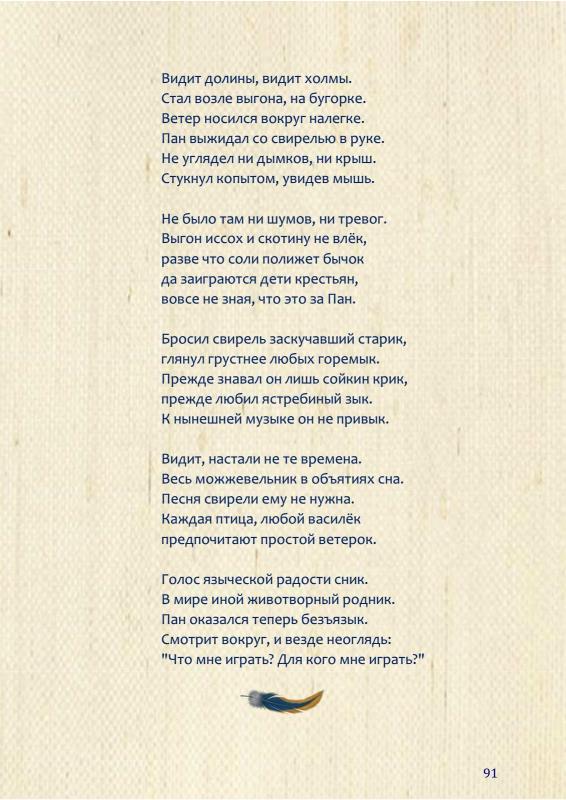 Видит долины, видит холмы.
Стал возле выгона, на бугорке.
Ветер носился вокруг налегке.
Пан выжидал со свирелью в руке.
Не углядел ни дымков, ни крыш.
Стукнул копытом, увидев мышь.

Не было там ни шумов, ни тревог.
Выгон иссох и скотину не влёк,
разве что соли полижет бычок
да заиграются дети крестьян,
вовсе не зная, что это за Пан.

Бросил свирель заскучавший старик,
глянул грустнее любых горемык.
Прежде знавал он лишь сойкин крик,
прежде любил ястребиный зык.
К нынешней музыке он не привык.

Видит, настали не те времена.
Весь можжевельник в объятиях сна.
Песня свирели ему не нужна.
Каждая птица, любой василёк
предпочитают простой ветерок.

Голос языческой радости сник.
В мире иной животворный родник.
Пан оказался теперь безъязык.
Смотрит вокруг, и везде неоглядь:
"Что мне играть? Для кого мне играть?"

91